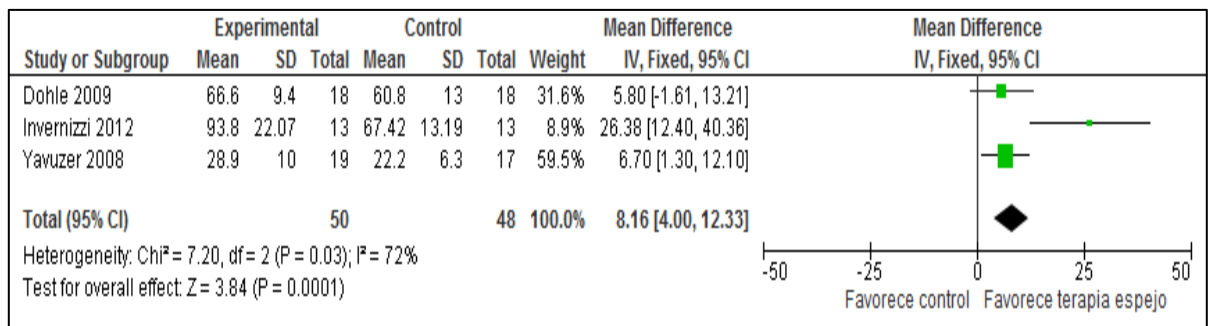 Experimental Control Mean Difference Mean Difference
Study or Subgroup Mean SD Total Mean SD Total Weight IV, Fixed, 95% CI IV, Fixed, 95% CI
Dohle 2009 66.6 9.4 18 60.8 13 18 31.6% 5.80 [-1.61, 13.21]
Invernizzi 2012 93.8 22.07 13 67.42 13.19 13 8.9% 26.38 [12.40, 40.36]
Yavuzer 2008 28.9 10 19 22.2 6.3 17 59.5% 6.70 [1.30, 12.10]
Total (95% CI) 50 48 100.0% 8.16 [4.00, 12.33]
Heterogeneity: Chi² = 7.20, df = 2 (P = 0.03); I² = 72%
Test for overall effect: Z = 3.84 (P = 0.0001)
-50 -25 0 25 50
Favorece control Favorece terapia espejo